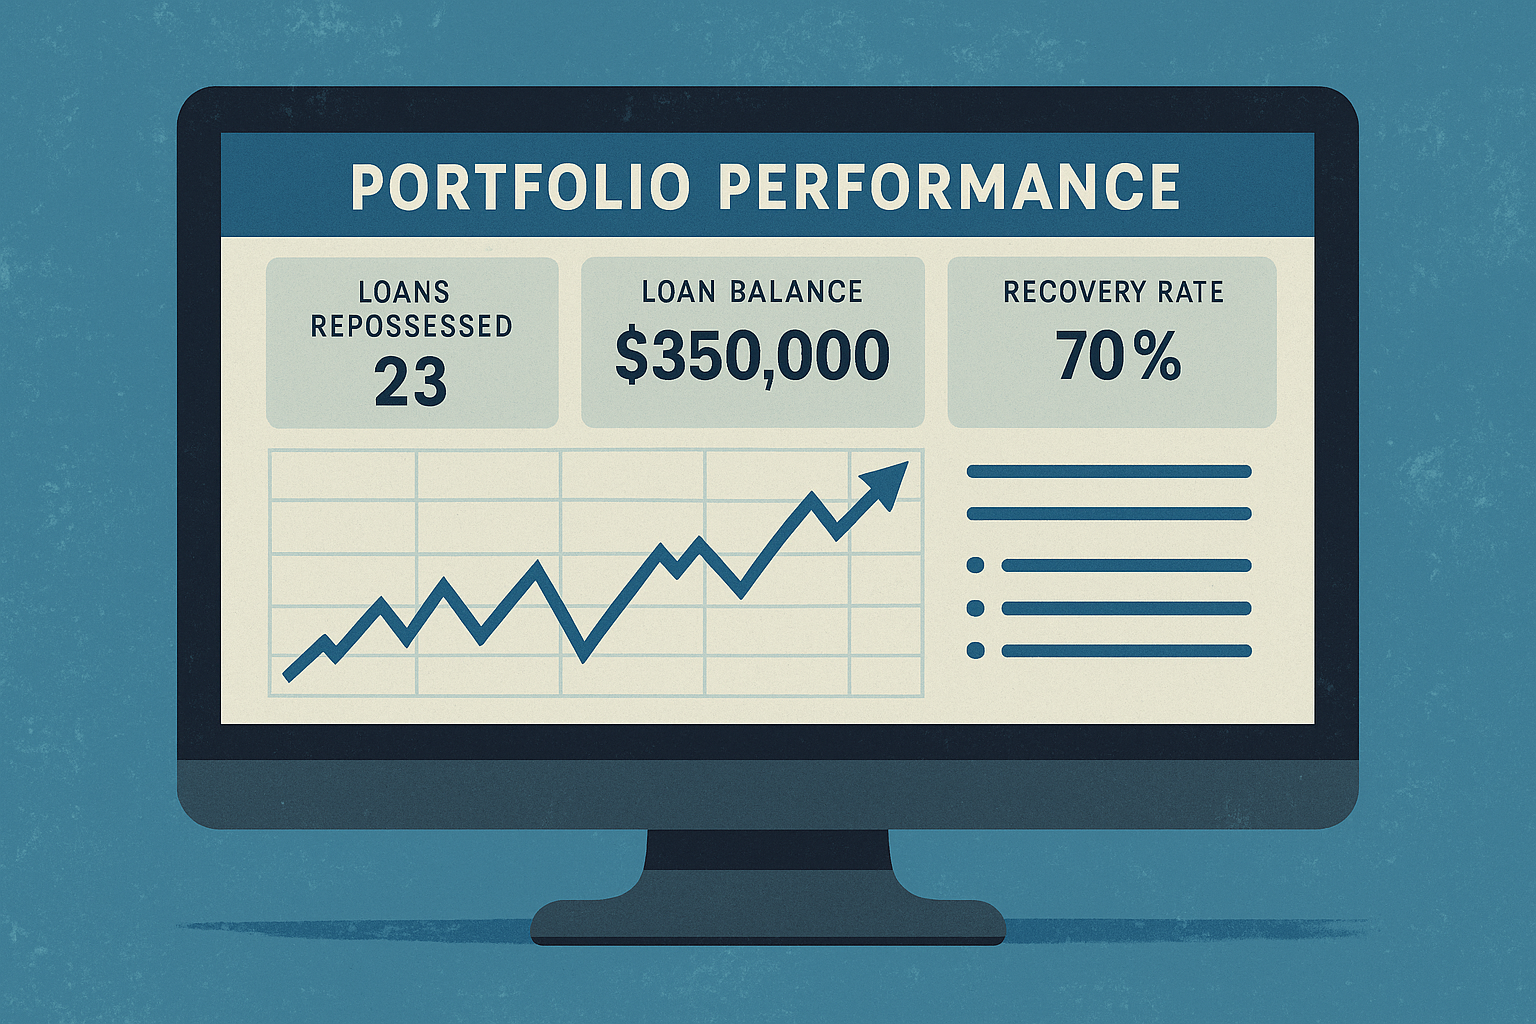 PORTFOLIO PERFORMANCE
LOANS
REPOSSESSED
23
LOAN BALANCE
$350,000
RECOVERY RATE
70%